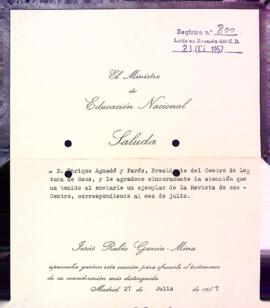 Registro n.º 800
Leído en Reunión del C. D.
21 OCT 1957
El Ministro
de
Educación Nacional
Saluda
a D. Enrique Aguadé y Parés, Presidente del Centro de Lec
tura de Reus, y le agradece sinceramente la atención que
ha tenido al enviarle un ejemplar de la Revista de ese
Centro, correspondiente al mes de julio.
Jesús Rubio García-Mina
aprovecha gustoso esta ocasión para ofrecerle el testimonio
de su consideración más distinguida.
Madrid, 27 de Julio de 1957